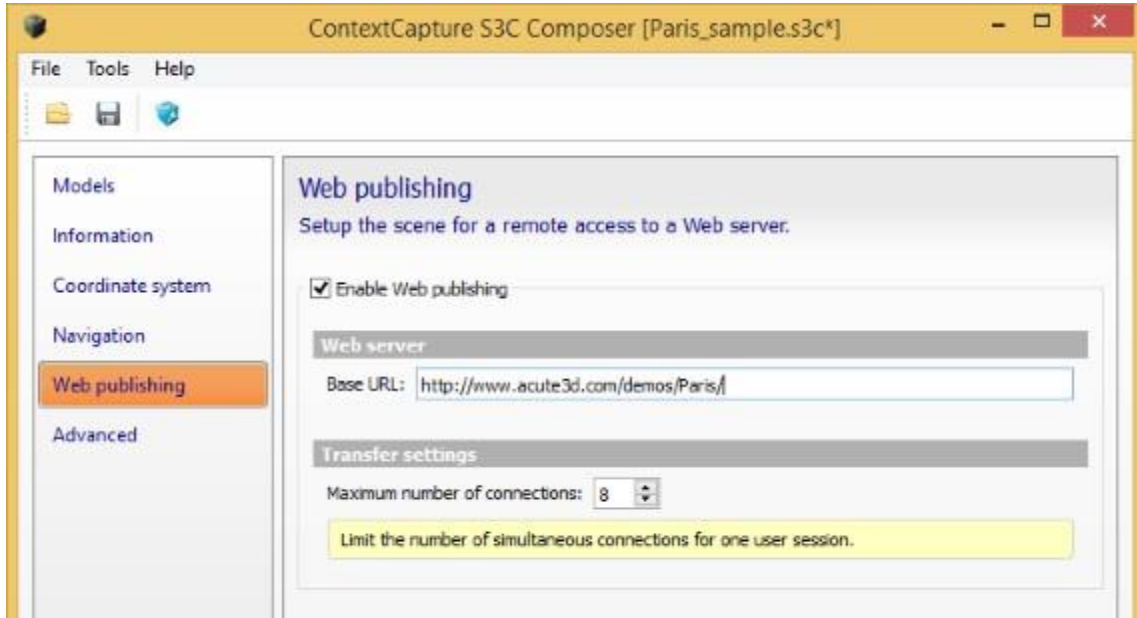 ContextCapture S3C Composer [Paris_sample.s3c*]
File Tools Help
Models
Information
Coordinate system
Navigation
Web publishing
Advanced
Web publishing
Setup the scene for a remote access to a Web server.
Enable Web publishing
Web server
Base URL: http://www.acute3d.com/demos/Paris/
Transfer settings
Maximum number of connections: 8
Limit the number of simultaneous connections for one user session.